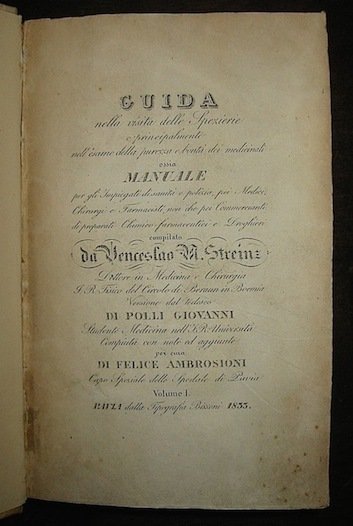 GUIDA
nella visita delle Spezierie
e principalmente
nell'esame della purezza e bontà dei medicinali
ossia
MANUALE
per gli Impiegati di sanità e polizia, pei Medici,
Chirurgi e Farmacisti, non che pei Commercianti
di preparati Chimico-farmaceutici e Droghieri
compilato
da Venceslao M. Streinz
Dottore in Medicina e Chirurgia
I. R. Fisico del Circolo di Beraun in Boemia
Versione dal tedesco
DI POLLI GIOVANNI
Studente Medicina nell'I. R. Università
Compiuta con note ed aggiunte
per cura
DI FELICE AMBROSIONI
Capo Speziale dello Spedale di Pavia
Volume I.
PAVIA dalla Tipografia Bizzoni 1833.